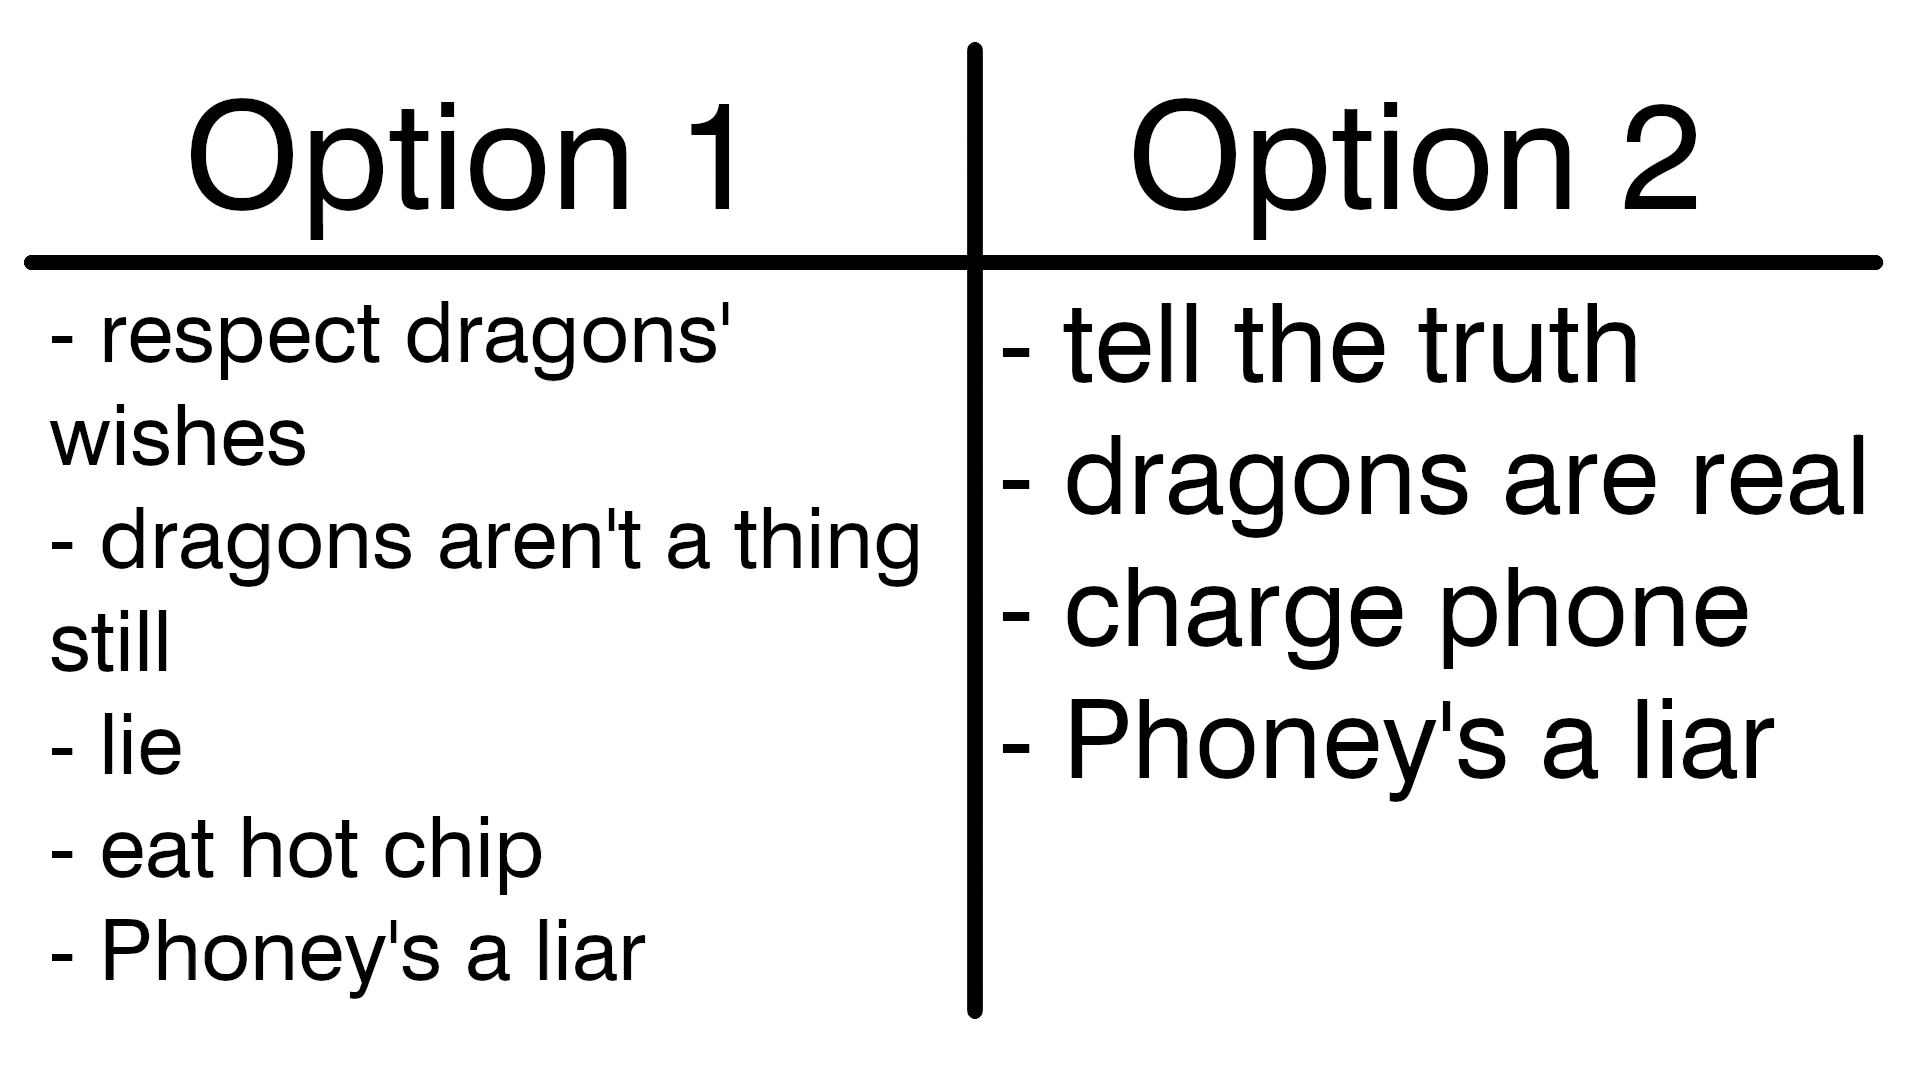 Option 1
Option 2
- respect dragons'
wishes
- dragons aren't a thing
still
- lie
- eat hot chip
- Phoney's a liar
- tell the truth
- dragons are real
- charge phone
- Phoney's a liar